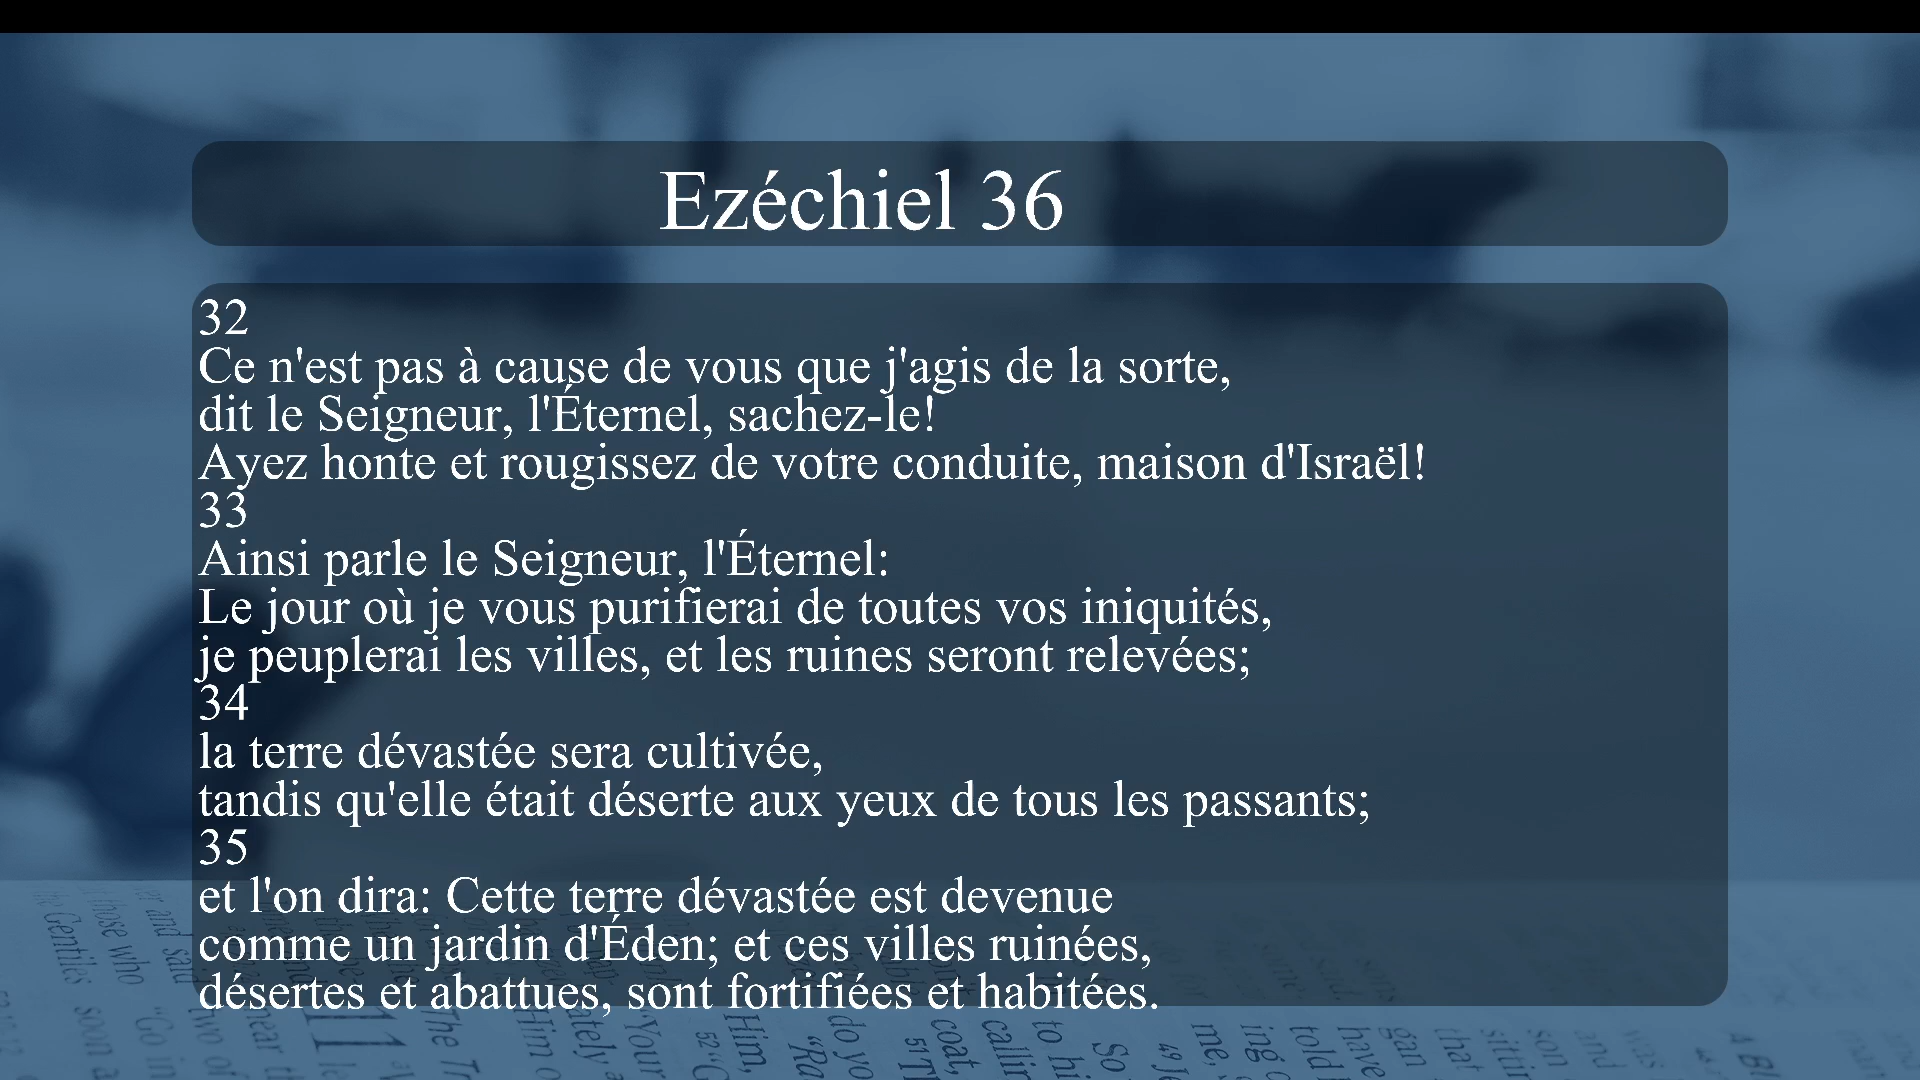 Ezéchiel 36
32
Ce n'est pas à cause de vous que j'agis de la sorte,
dit le Seigneur, l'Éternel, sachez-le!
Ayez honte et rougissez de votre conduite, maison d'Israël!
33
Ainsi parle le Seigneur, l'Éternel:
Le jour où je vous purifierai de toutes vos iniquités,
je peuplerai les villes, et les ruines seront relevées;
34
la terre dévastée sera cultivée,
tandis qu'elle était déserte aux yeux de tous les passants;
35
et l'on dira: Cette terre dévastée est devenue
comme un jardin d'Éden; et ces villes ruinées,
désertes et abattues, sont fortifiées et habitées.